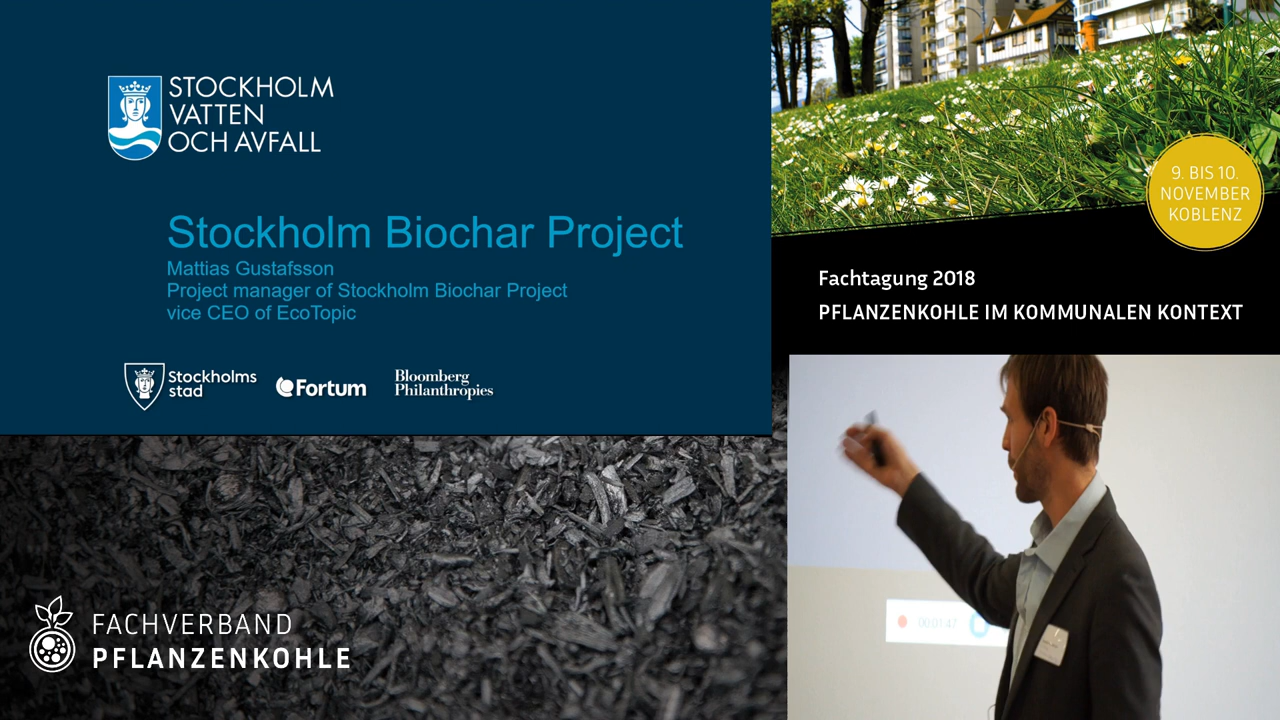 STOCKHOLM
VATTEN
OCH AVFALL
Stockholm Biochar Project
Mattias Gustafsson
Project manager of Stockholm Biochar Project
vice CEO of EcoTopic
Stockholms
stad
Fortum
Bloomberg
Philanthropies
9. BIS 10.
NOVEMBER
KOBLENZ
Fachtagung 2018
PFLANZENKOHLE IM KOMMUNALEN KONTEXT
00:01:47
FACHVERBAND
PFLANZENKOHLE